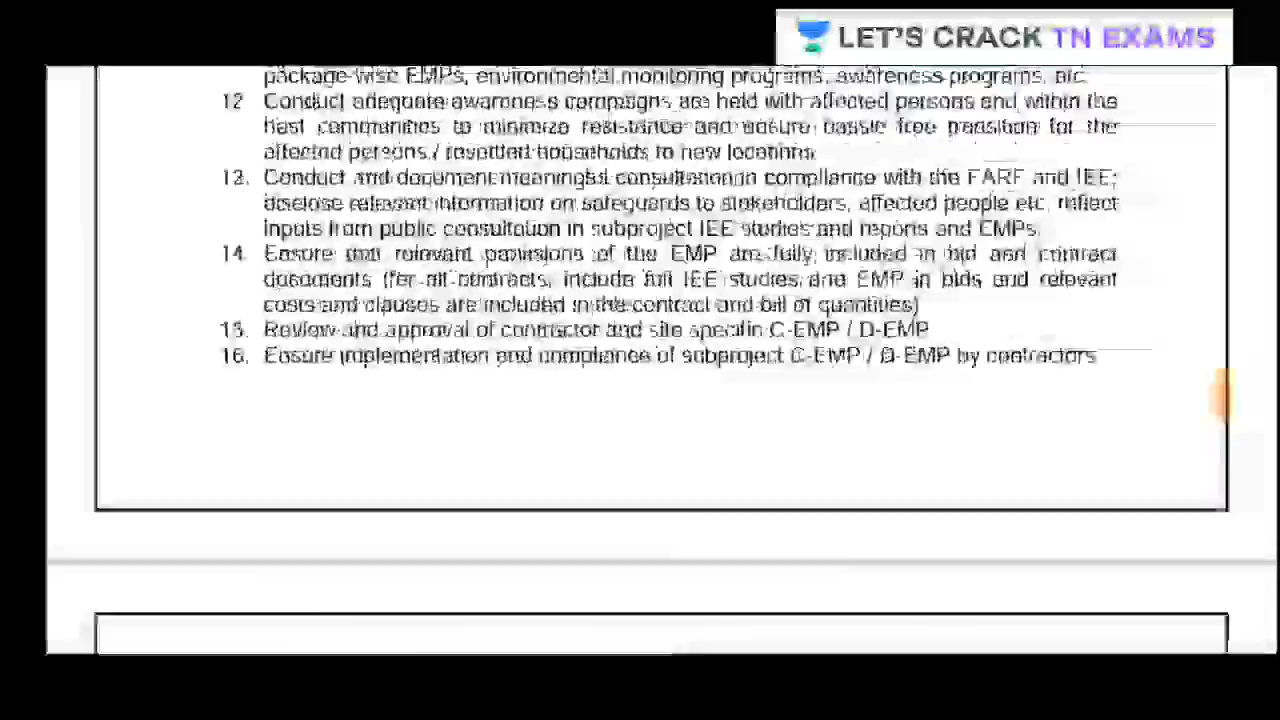 LET'S CRACK TN EXAMS
package-wise EMPs, environmental monitoring programs, awareness programs, etc.
12. Conduct adequate awareness campaigns are held with affected persons and within the
host communities to minimize resistance and ensure hassle free transition for the
affected persons / resettled households to new locations
13. Conduct and document meaningful consultation in compliance with the EARF and IEE;
disclose relevant information on safeguards to stakeholders, affected people etc, reflect
inputs from public consultation in subproject IEE studies and reports and EMPs.
14. Ensure that relevant provisions of the EMP are fully included in bid and contract
documents (for all contracts, include full IEE studies and EMP in bids and relevant
costs and clauses are included in the contract and bill of quantities)
15. Review and approval of contractor and site specific C-EMP / D-EMP
16. Ensure implementation and compliance of subproject C-EMP / D-EMP by contractors